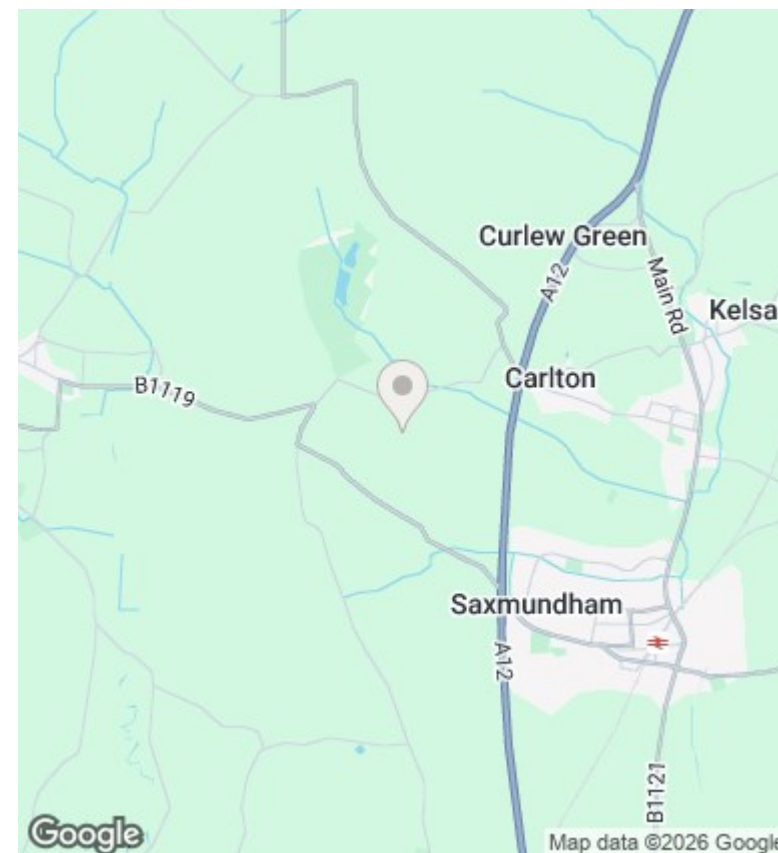 Curlew Green
A12
Main Rd
Kelsa
B1119
Carlton
Saxmundham
A12
B1121
Google
Map data ©2026 Google